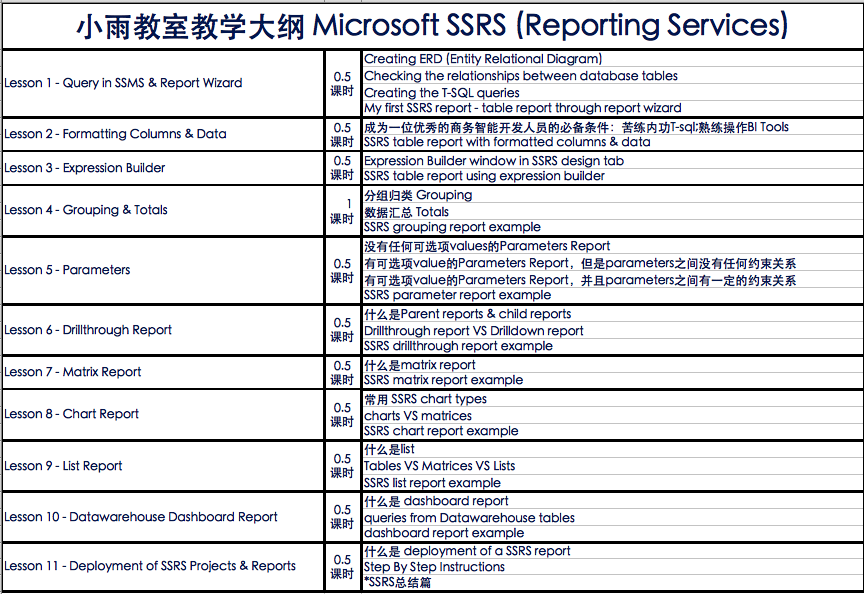 小雨教室教学大纲 Microsoft SSRS (Reporting Services)
Lesson 1 - Query in SSMS & Report Wizard
0.5
课时
Creating ERD (Entity Relational Diagram)
Checking the relationships between database tables
Creating the T-SQL queries
My first SSRS report - table report through report wizard
Lesson 2 - Formatting Columns & Data
0.5
课时
成为一位优秀的商务智能开发人员的必备条件：苦练内功T-sql;熟练操作BI Tools
SSRS table report with formatted columns & data
Lesson 3 - Expression Builder
0.5
课时
Expression Builder window in SSRS design tab
SSRS table report using expression builder
Lesson 4 - Grouping & Totals
1
课时
分组归类 Grouping
数据汇总 Totals
SSRS grouping report example
Lesson 5 - Parameters
0.5
课时
没有任何可选项values的Parameters Report
有可选项value的Parameters Report，但是parameters之间没有任何约束关系
有可选项value的Parameters Report，并且parameters之间有一定的约束关系
SSRS parameter report example
Lesson 6 - Drillthrough Report
0.5
课时
什么是Parent reports & child reports
Drillthrough report VS Drilldown report
SSRS drillthrough report example
Lesson 7 - Matrix Report
0.5
课时
什么是matrix report
SSRS matrix report example
Lesson 8 - Chart Report
0.5
课时
常用 SSRS chart types
charts VS matrices
SSRS chart report example
Lesson 9 - List Report
0.5
课时
什么是list
Tables VS Matrices VS Lists
SSRS list report example
Lesson 10 - Datawarehouse Dashboard Report
0.5
课时
什么是 dashboard report
queries from Datawarehouse tables
dashboard report example
Lesson 11 - Deployment of SSRS Projects & Reports
0.5
课时
什么是 deployment of a SSRS report
Step By Step Instructions
*SSRS总结篇